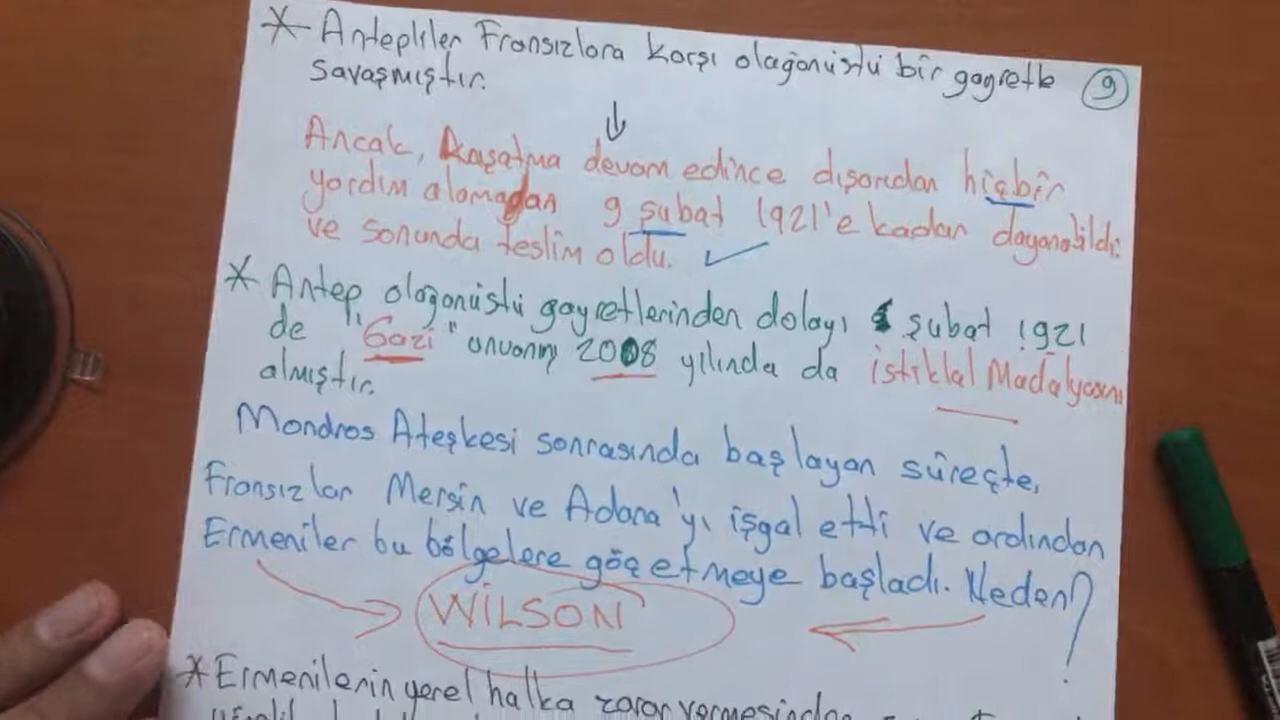 * Antepliler Fransızlara karşı olağanüstü bir gayretle 9
savaşmıştır.
Ancak, kuşatma devam edince dışarıdan hiçbir
yardım alamadan 9 şubat 1921'e kadar dayanabildi
ve sonunda teslim oldu.
* Antep olağanüstü gayretlerinden dolayı şubat 1921
de "Gazi" unvanını 2008 yılında da istiklal Madalyasını
almıştır.
Mondros Ateşkesi sonrasında başlayan süreçte,
Fransızlar Mersin ve Adana'yı işgal etti ve ardından
Ermeniler bu bölgelere göç etmeye başladı. Neden?
WİLSON
* Ermenilerin yerel halka zarar vermesinden